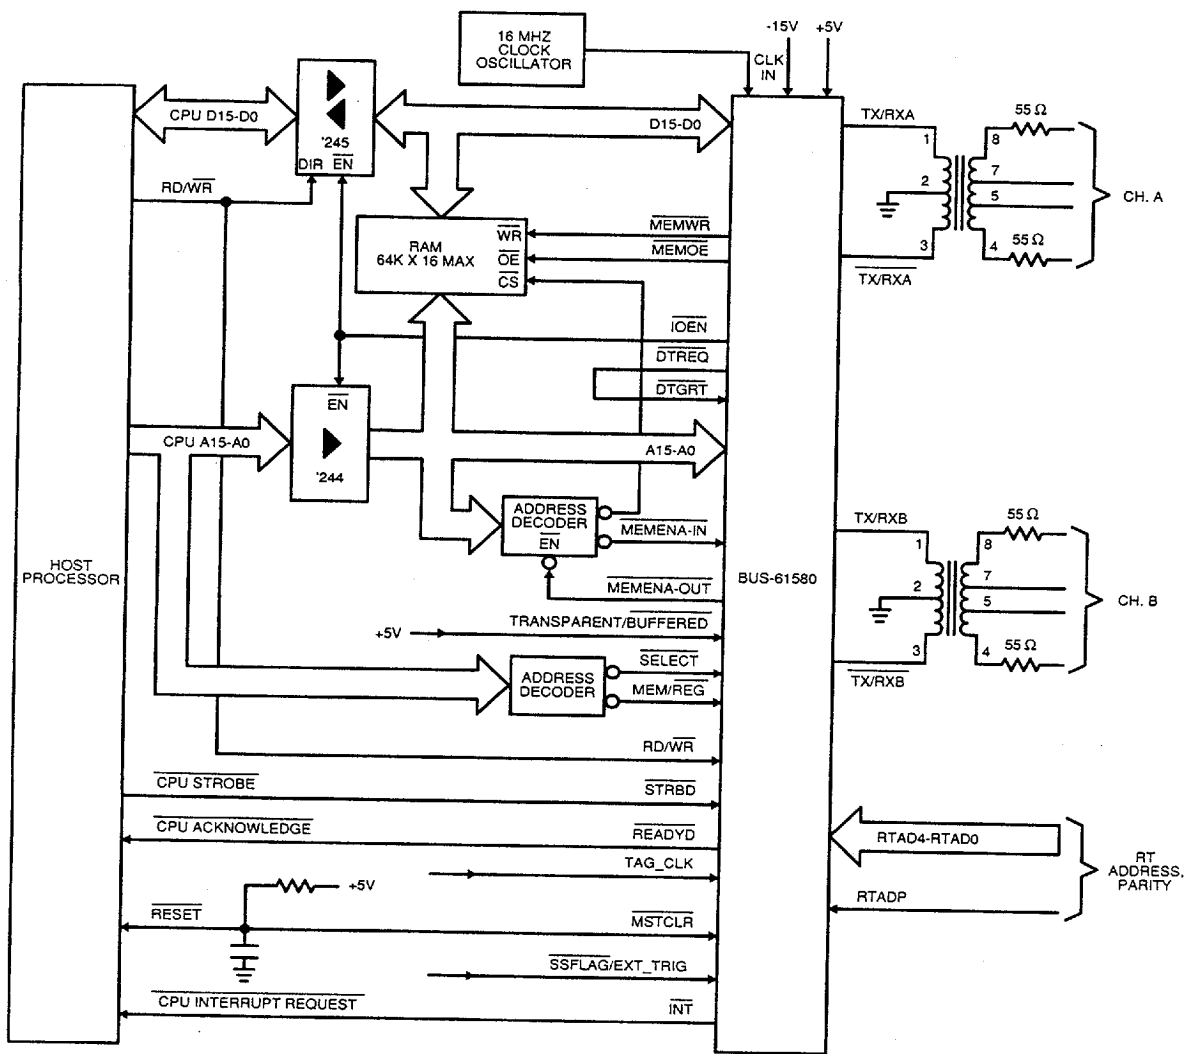 -15V
+5V
16 MHZ
CLOCK
OSCILLATOR
CLK
IN
CPU D15-D0
'245
DIR
EN
D15-D0
RD/WR
RAM
64K X 16 MAX
WR
OE
CS
MEMWR
MEMOE
IOEN
DTREQ
DTGRT
EN
CPU A15-A0
'244
A15-A0
ADDRESS
DECODER
EN
MEMENA-IN
MEMENA-OUT
HOST
PROCESSOR
BUS-61580
+5V
TRANSPARENT/BUFFERED
ADDRESS
DECODER
SELECT
MEM/REG
RD/WR
CPU STROBE
STRBD
CPU ACKNOWLEDGE
READYD
TAG_CLK
+5V
RESET
MSTCLR
SSFLAG/EXT_TRIG
CPU INTERRUPT REQUEST
INT
TX/RXA
1
2
3
8
7
5
4
55 Ω
55 Ω
CH. A
TX/RXA
TX/RXB
1
2
3
8
7
5
4
55 Ω
55 Ω
CH. B
TX/RXB
RTAD4-RTAD0
RTADP
RT
ADDRESS,
PARITY